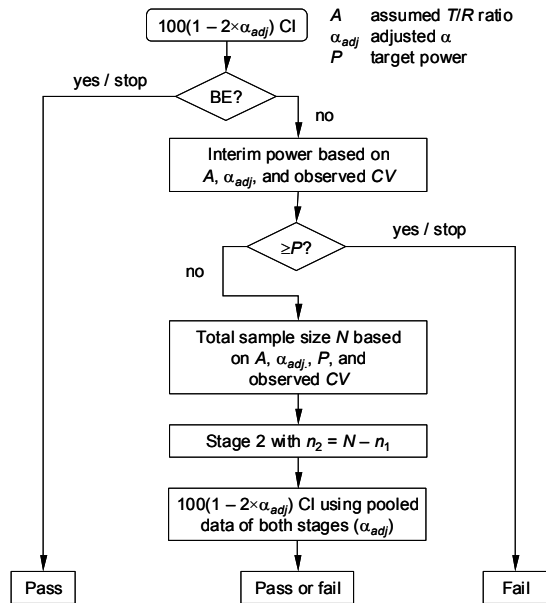 100(1 – 2×αadj) CI
A assumed T/R ratio
αadj adjusted α
P target power
yes / stop
BE?
no
Interim power based on
A, αadj, and observed CV
≥P?
yes / stop
no
Total sample size N based
on A, αadj., P, and
observed CV
Stage 2 with n2 = N – n1
100(1 – 2×αadj) CI using pooled
data of both stages (αadj)
Pass
Pass or fail
Fail